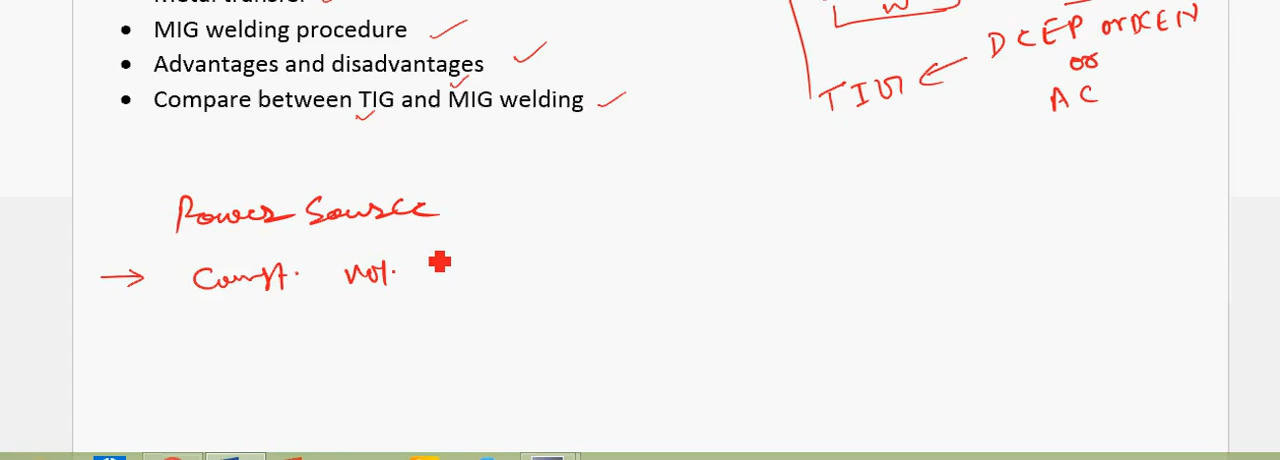 • MIG welding procedure
• Advantages and disadvantages
• Compare between TIG and MIG welding
W
DCEP or DCEN
or
AC
TIG ←
Power Source
→ Const. Vol.